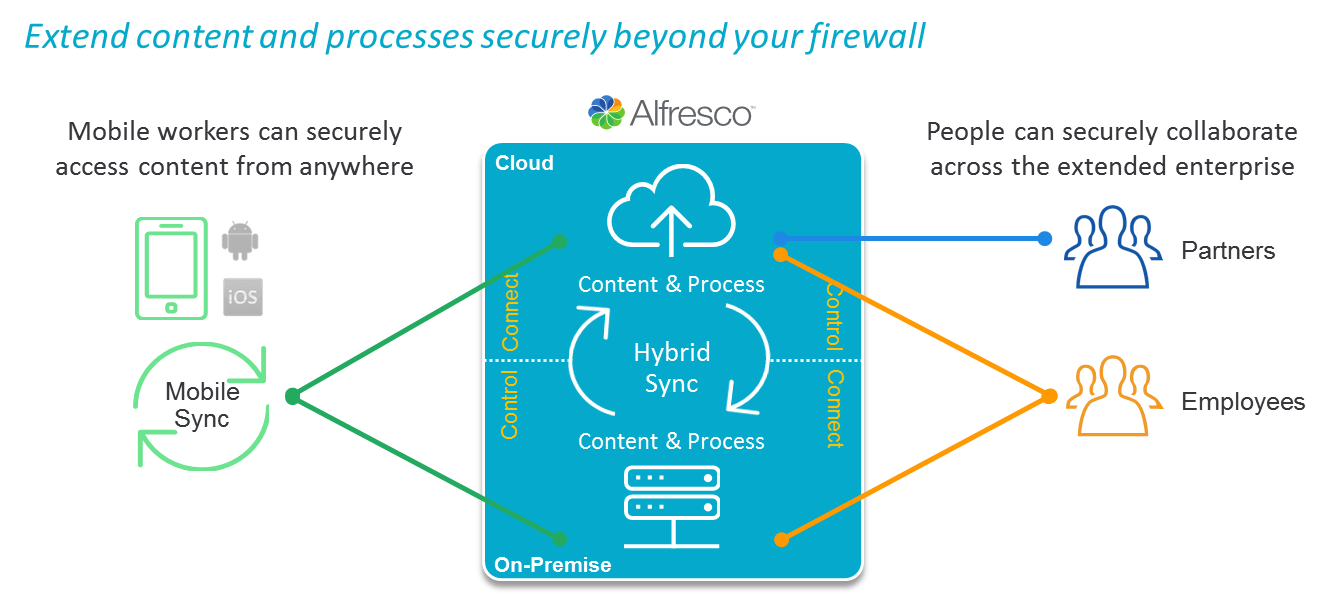 Extend content and processes securely beyond your firewall
Mobile workers can securely
access content from anywhere
iOS
Mobile
Sync
Alfresco™
Cloud
Content & Process
Connect
Control
Hybrid
Sync
Control
Connect
Content & Process
On-Premise
People can securely collaborate
across the extended enterprise
Partners
Employees